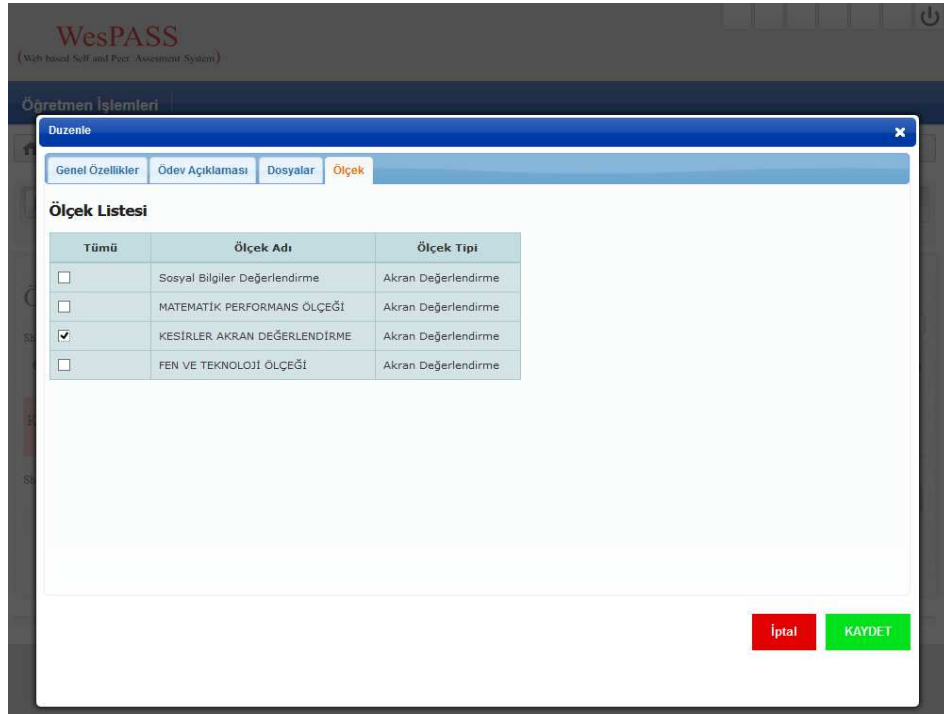 WesPASS
(Web based Self and Peer Assesment System)
Öğretmen İşlemleri
Duzenle
Genel Özellikler Ödev Açıklaması Dosyalar Ölçek
Ölçek Listesi
Tümü Ölçek Adı Ölçek Tipi
Sosyal Bilgiler Değerlendirme Akran Değerlendirme
MATEMATİK PERFORMANS ÖLÇEĞİ Akran Değerlendirme
KESİRLER AKRAN DEĞERLENDİRME Akran Değerlendirme
FEN VE TEKNOLOJİ ÖLÇEĞİ Akran Değerlendirme
İptal KAYDET